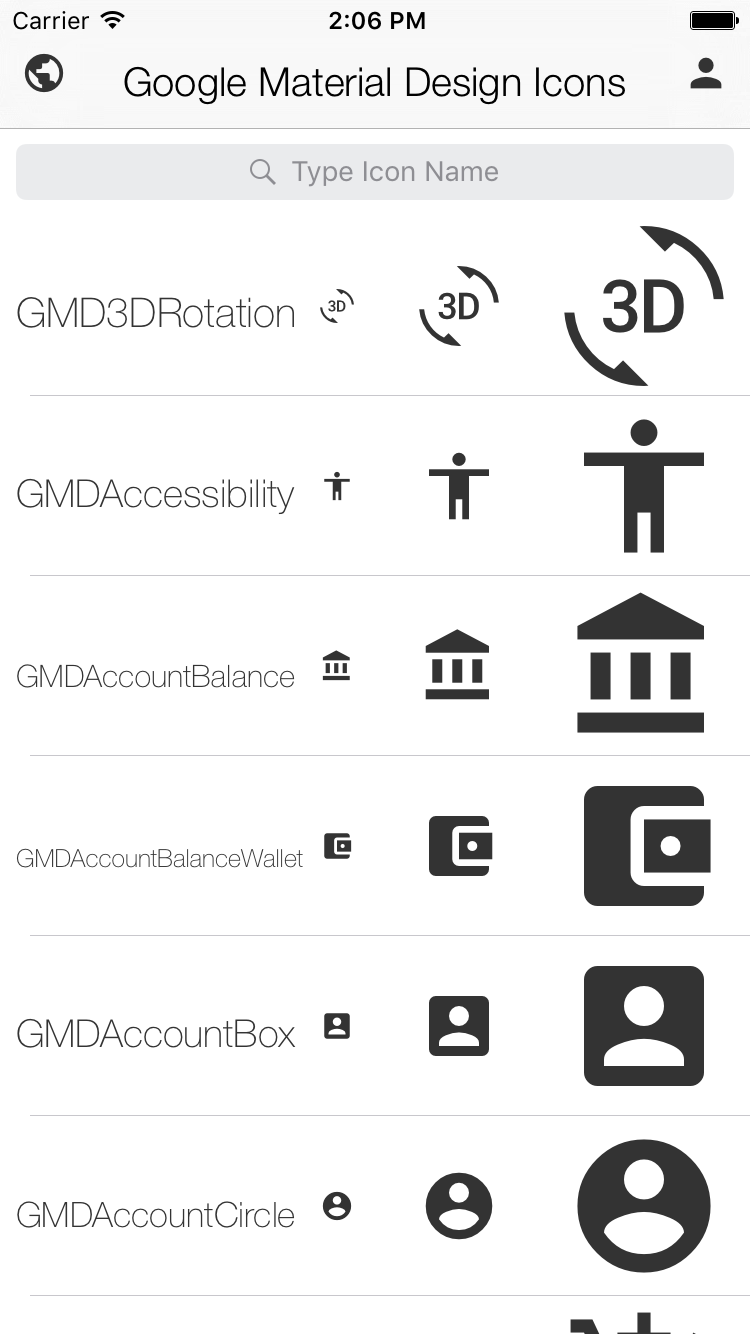 Carrier 2:06 PM
Google Material Design Icons
Type Icon Name
GMD3DRotation 3D 3D 3D
GMDAccessibility
GMDAccountBalance
GMDAccountBalanceWallet
GMDAccountBox
GMDAccountCircle